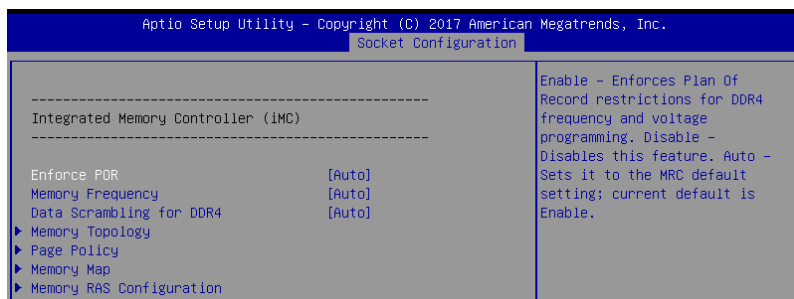 Aptio Setup Utility – Copyright (C) 2017 American Megatrends, Inc.
Socket Configuration
--------------------------------------------------
Integrated Memory Controller (iMC)
--------------------------------------------------
Enforce POR [Auto]
Memory Frequency [Auto]
Data Scrambling for DDR4 [Auto]
Memory Topology
Page Policy
Memory Map
Memory RAS Configuration
Enable – Enforces Plan Of
Record restrictions for DDR4
frequency and voltage
programming. Disable –
Disables this feature. Auto –
Sets it to the MRC default
setting; current default is
Enable.